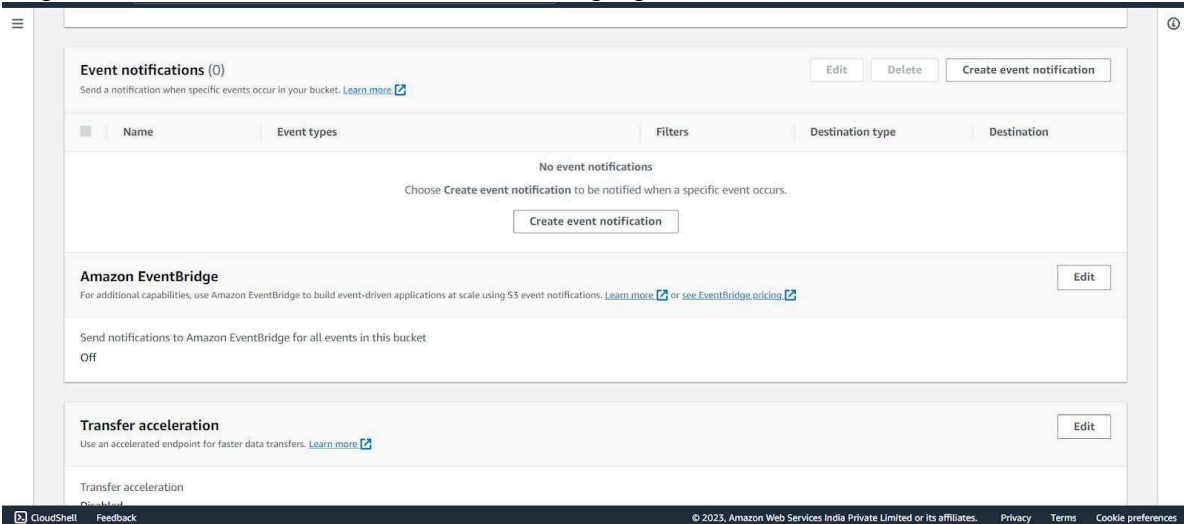 Event notifications (0)
Edit
Delete
Create event notification
Send a notification when specific events occur in your bucket. Learn more
Name
Event types
Filters
Destination type
Destination
No event notifications
Choose Create event notification to be notified when a specific event occurs.
Create event notification
Amazon EventBridge
Edit
For additional capabilities, use Amazon EventBridge to build event-driven applications at scale using S3 event notifications. Learn more or see EventBridge pricing
Send notifications to Amazon EventBridge for all events in this bucket
Off
Transfer acceleration
Edit
Use an accelerated endpoint for faster data transfers. Learn more
Transfer acceleration
Disabled
CloudShell
Feedback
© 2023, Amazon Web Services India Private Limited or its affiliates.
Privacy
Terms
Cookie preferences